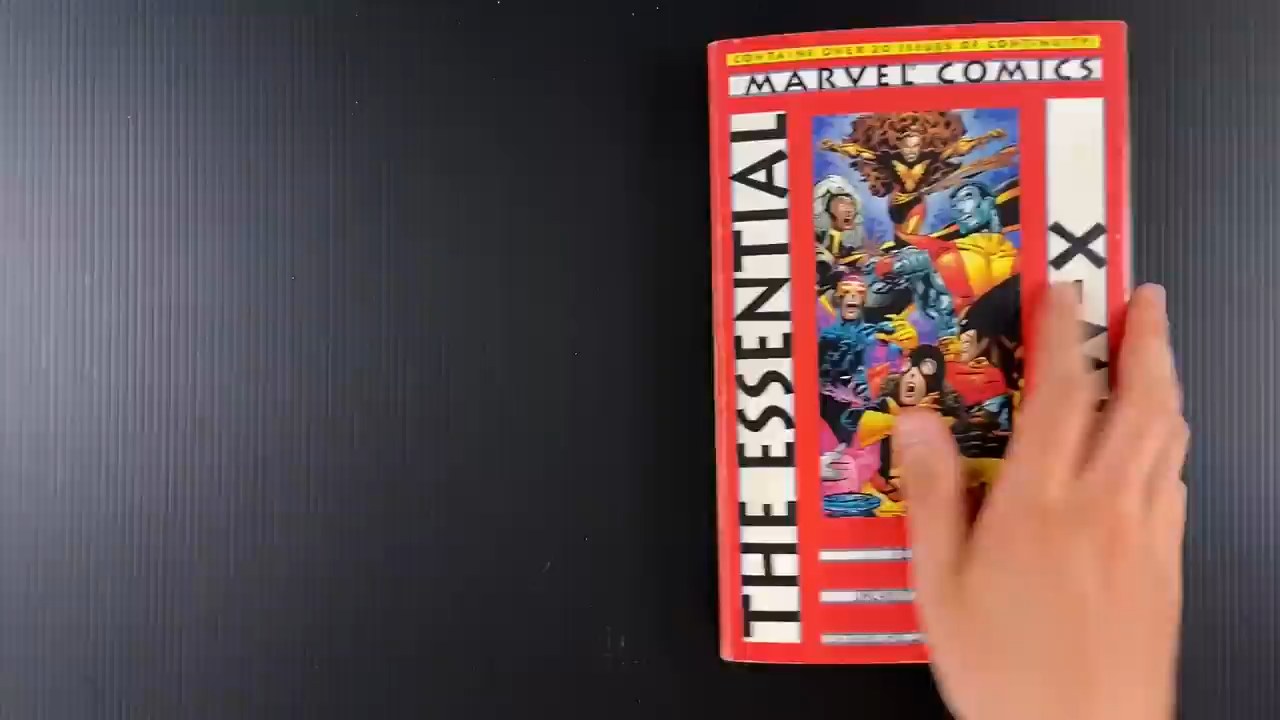 CONTAINS OVER 20 ISSUES OF CONTINUITY!
MARVEL COMICS
THE ESSENTIAL
X